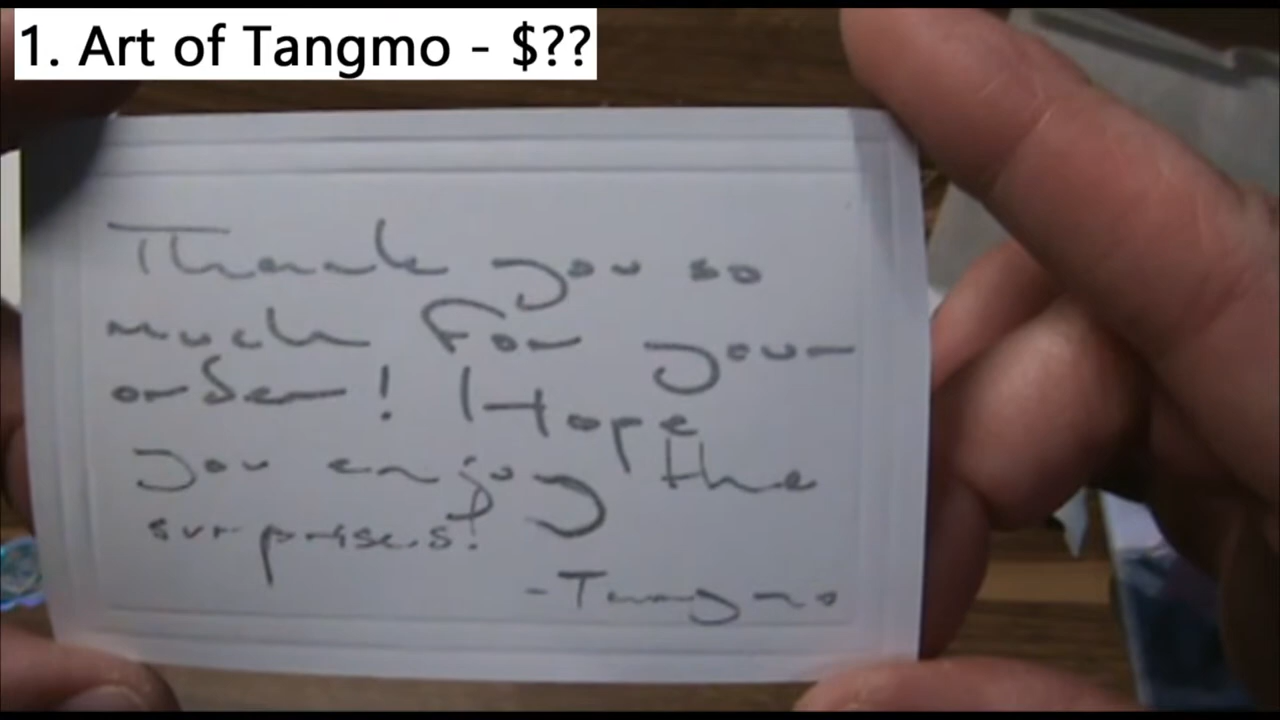 1. Art of Tangmo - $??
Thank you so
much for your
order! Hope
you enjoy the
surprises!
-Tangmo